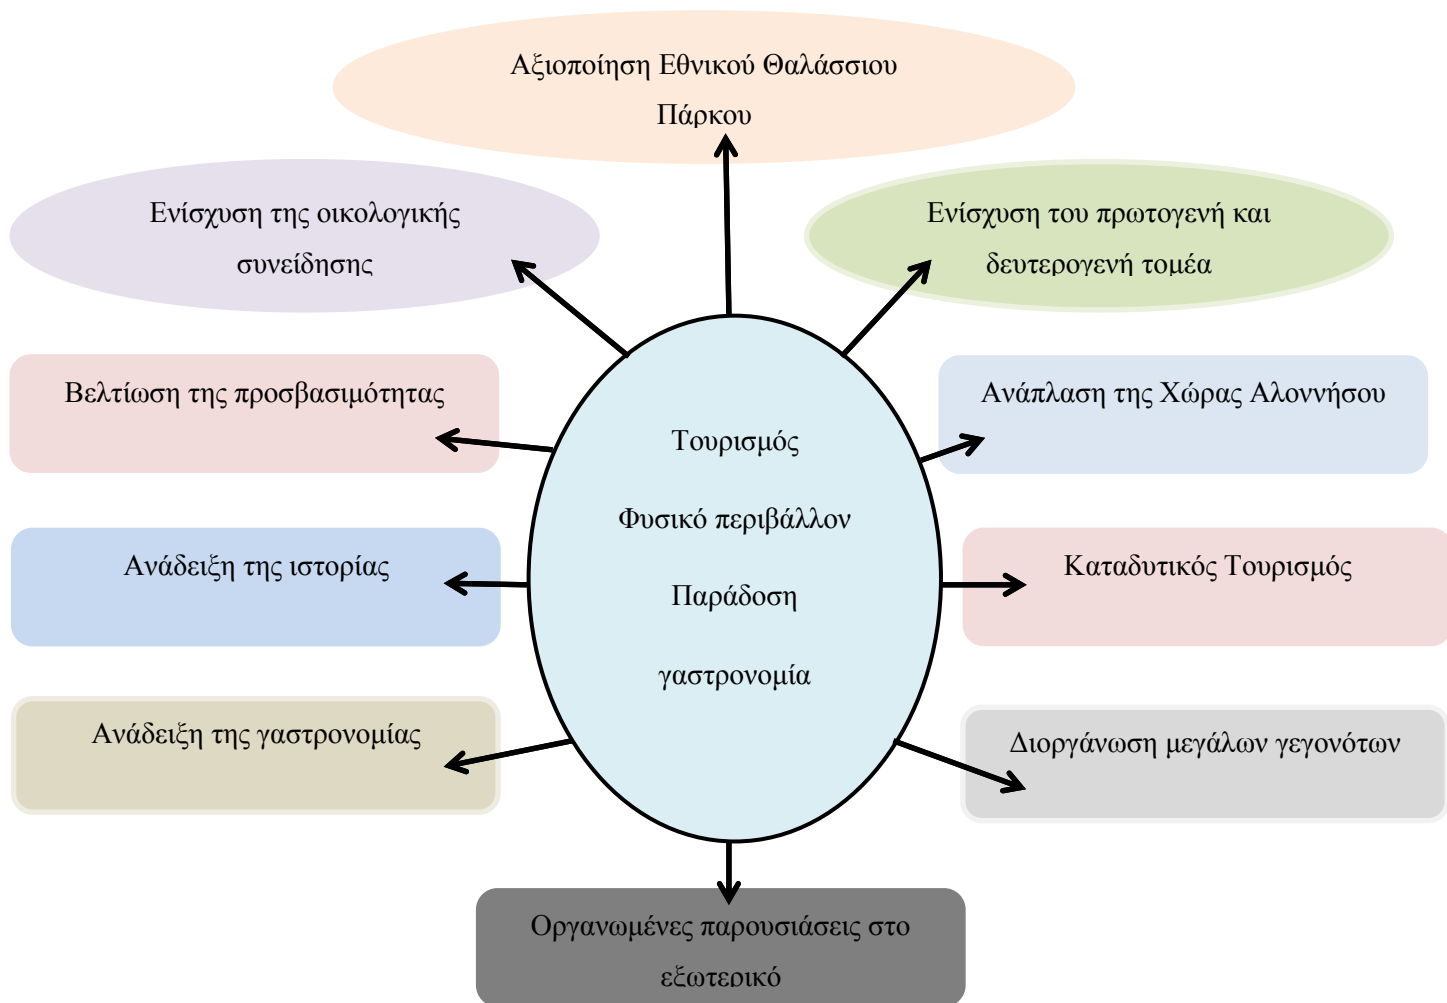 Αξιοποίηση Εθνικού Θαλάσσιου
Πάρκου
Ενίσχυση της οικολογικής
συνείδησης
Ενίσχυση του πρωτογενή και
δευτερογενή τομέα
Βελτίωση της προσβασιμότητας
Ανάπλαση της Χώρας Αλοννήσου
Τουρισμός
Φυσικό περιβάλλον
Παράδοση
γαστρονομία
Ανάδειξη της ιστορίας
Καταδυτικός Τουρισμός
Ανάδειξη της γαστρονομίας
Διοργάνωση μεγάλων γεγονότων
Οργανωμένες παρουσιάσεις στο
εξωτερικό